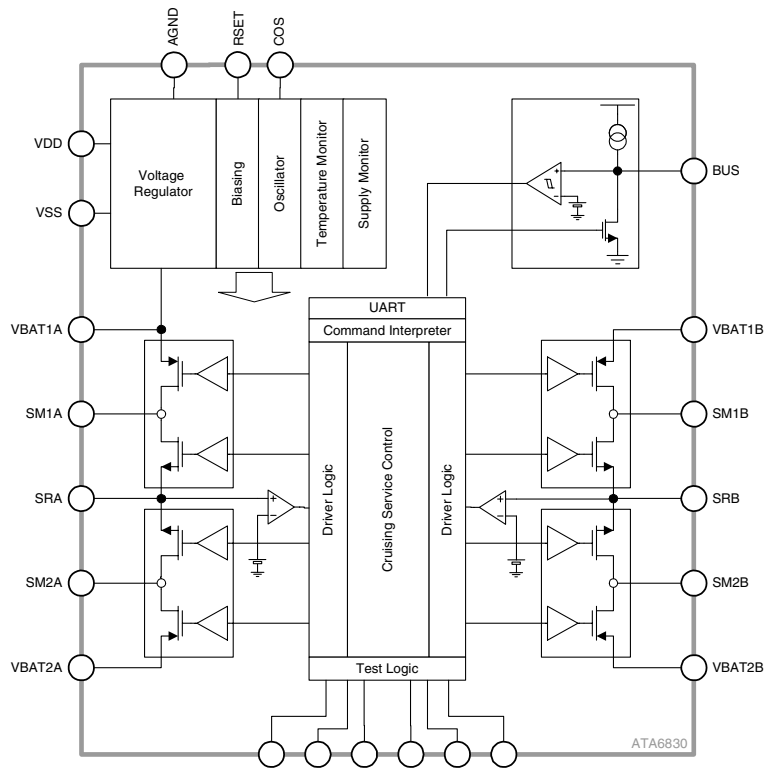 AGND
RSET
COS
VDD
VSS
Voltage
Regulator
Biasing
Oscillator
Temperature Monitor
Supply Monitor
+
−
BUS
UART
Command Interpreter
VBAT1A
VBAT1B
SM1A
SM1B
SRA
+
−
Driver Logic
Cruising Service Control
Driver Logic
+
−
SRB
SM2A
SM2B
VBAT2A
Test Logic
VBAT2B
ATA6830